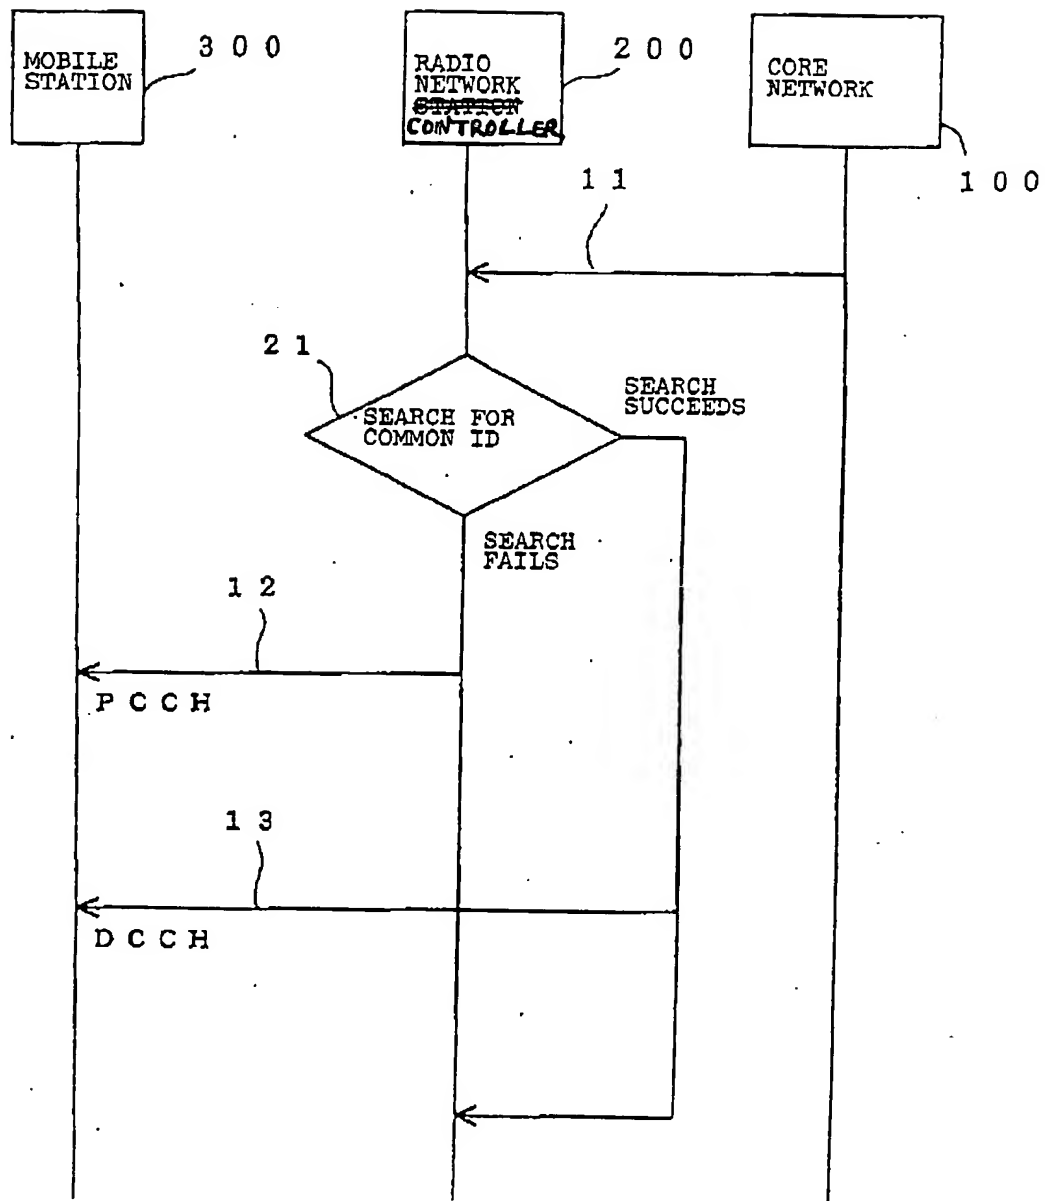 MOBILE
STATION
3 0 0
RADIO
NETWORK
STATION
CONTROLLER
2 0 0
CORE
NETWORK
1 0 0
1 1
2 1
SEARCH FOR
COMMON ID
SEARCH
SUCCEEDS
SEARCH
FAILS
1 2
P C C H
1 3
D C C H